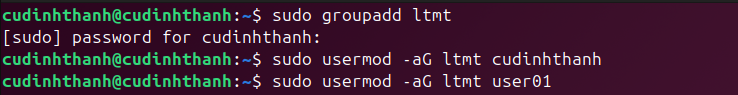 cudinhthanh@cudinhthanh:~$ sudo groupadd ltmt
[sudo] password for cudinhthanh:
cudinhthanh@cudinhthanh:~$ sudo usermod -aG ltmt cudinhthanh
cudinhthanh@cudinhthanh:~$ sudo usermod -aG ltmt user01